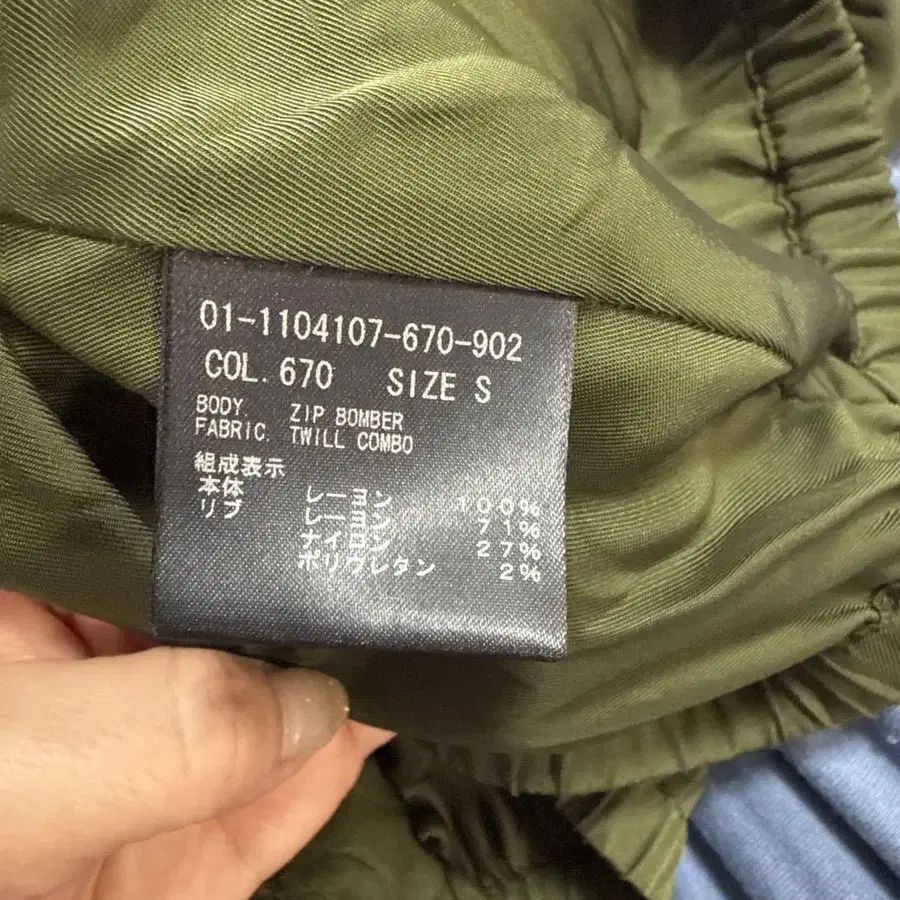 01-1104107-670-902
COL. 670 SIZE S
BODY. ZIP BOMBER
FABRIC. TWILL COMBO
組成表示
本体 レーヨン 100%
リブ レーヨン 71%
ナイロン 27%
ポリウレタン 2%